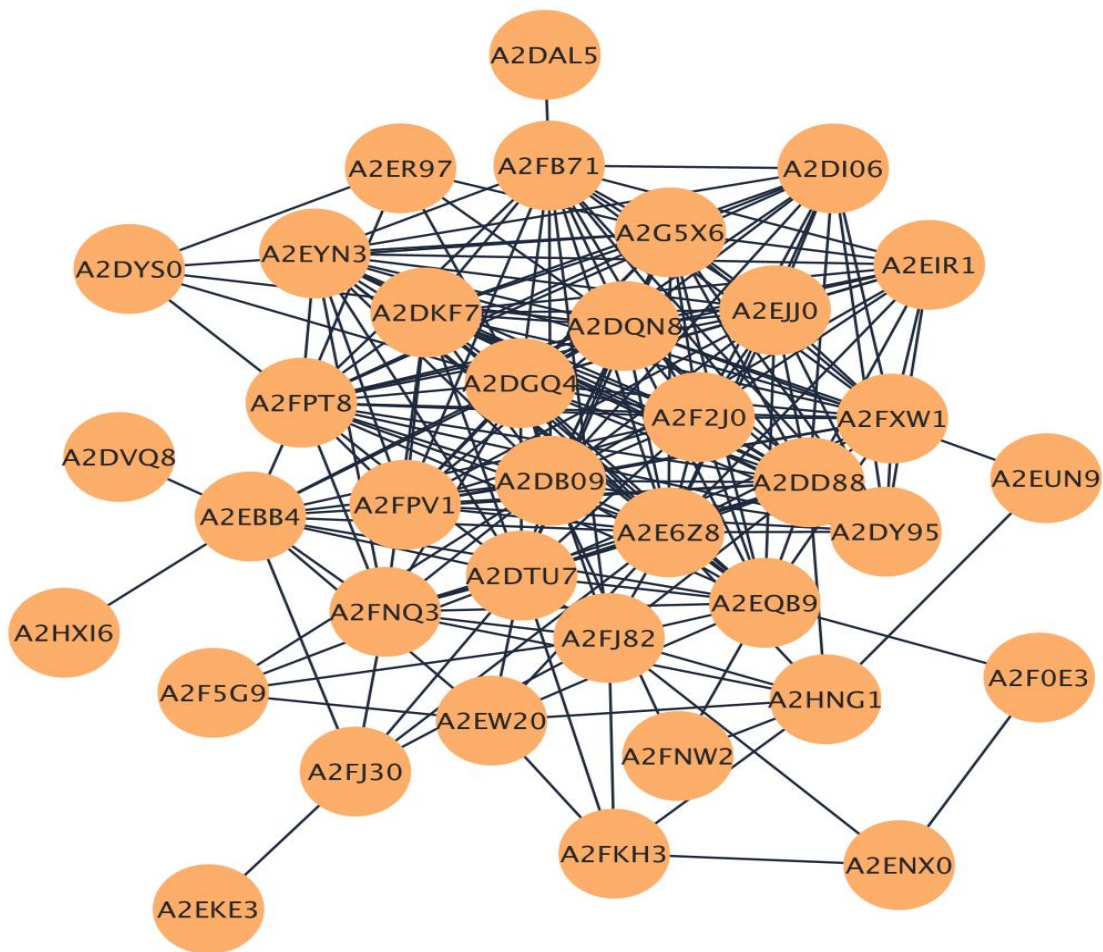 A2DAL5
A2ER97
A2FB71
A2DI06
A2G5X6
A2EYN3
A2DYS0
A2EIR1
A2DKF7
A2DQN8
A2EJJ0
A2DGQ4
A2FPT8
A2F2J0
A2FXW1
A2DVQ8
A2EUN9
A2DB09
A2DD88
A2FPV1
A2EBB4
A2E6Z8
A2DY95
A2DTU7
A2EQB9
A2FNQ3
A2HXI6
A2FJ82
A2F0E3
A2F5G9
A2HNG1
A2EW20
A2FNW2
A2FJ30
A2FKH3
A2ENX0
A2EKE3